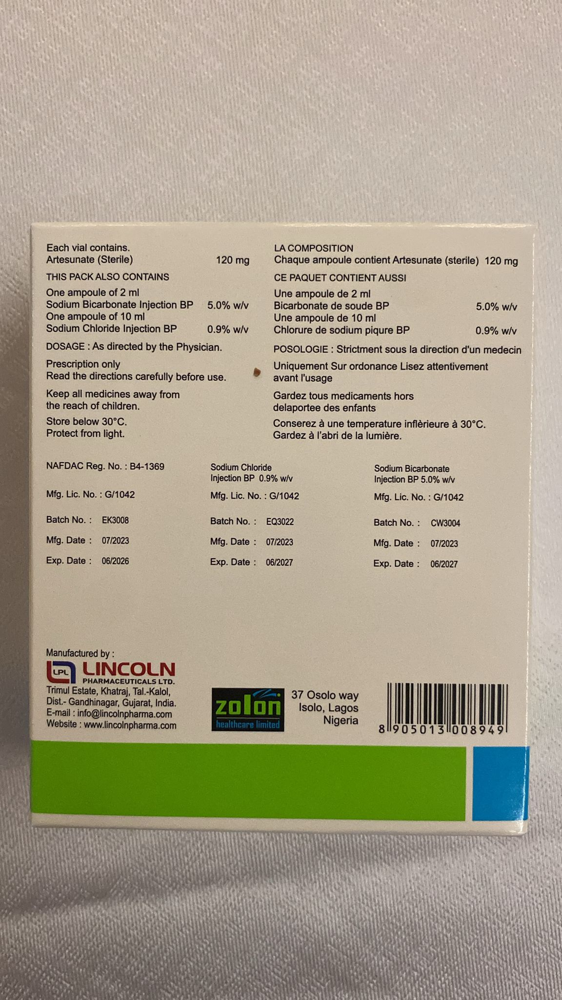 Each vial contains.
Artesunate (Sterile) 120 mg
THIS PACK ALSO CONTAINS
One ampoule of 2 ml
Sodium Bicarbonate Injection BP 5.0% w/v
One ampoule of 10 ml
Sodium Chloride Injection BP 0.9% w/v
DOSAGE : As directed by the Physician.
Prescription only
Read the directions carefully before use.
Keep all medicines away from
the reach of children.
Store below 30°C.
Protect from light.
LA COMPOSITION
Chaque ampoule contient Artesunate (sterile) 120 mg
CE PAQUET CONTIENT AUSSI
Une ampoule de 2 ml
Bicarbonate de soude BP 5.0% w/v
Une ampoule de 10 ml
Chlorure de sodium piqure BP 0.9% w/v
POSOLOGIE : Strictment sous la direction d'un medecin
Uniquement Sur ordonance Lisez attentivement
avant l'usage
Gardez tous medicaments hors
delaportee des enfants
Conserez à une temperature inflèrieure à 30°C.
Gardez à l'abri de la lumière.
NAFDAC Reg. No. : B4-1369
Mfg. Lic. No. : G/1042
Batch No. : EK3008
Mfg. Date : 07/2023
Exp. Date : 06/2026
Sodium Chloride
Injection BP 0.9% w/v
Mfg. Lic. No. : G/1042
Batch No. : EQ3022
Mfg. Date : 07/2023
Exp. Date : 06/2027
Sodium Bicarbonate
Injection BP 5.0% w/v
Mfg. Lic. No. : G/1042
Batch No. : CW3004
Mfg. Date : 07/2023
Exp. Date : 06/2027
Manufactured by :
LPL LINCOLN
PHARMACEUTICALS LTD.
Trimul Estate, Khatraj, Tal.-Kalol,
Dist.- Gandhinagar, Gujarat, India.
E-mail : info@lincolnpharma.com
Website : www.lincolnpharma.com
zolon
healthcare limited
37 Osolo way
Isolo, Lagos
Nigeria
8 905013 008949